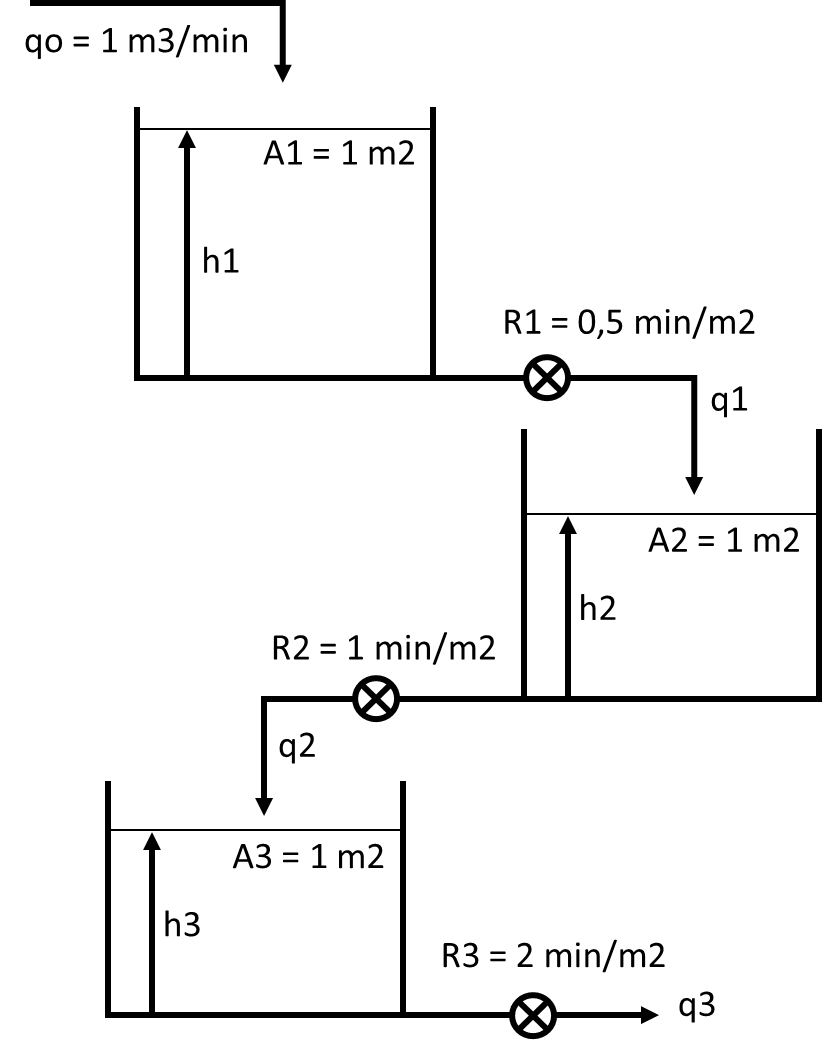 qo = 1 m3/min
A1 = 1 m2
h1
R1 = 0,5 min/m2
q1
A2 = 1 m2
h2
R2 = 1 min/m2
q2
A3 = 1 m2
h3
R3 = 2 min/m2
q3